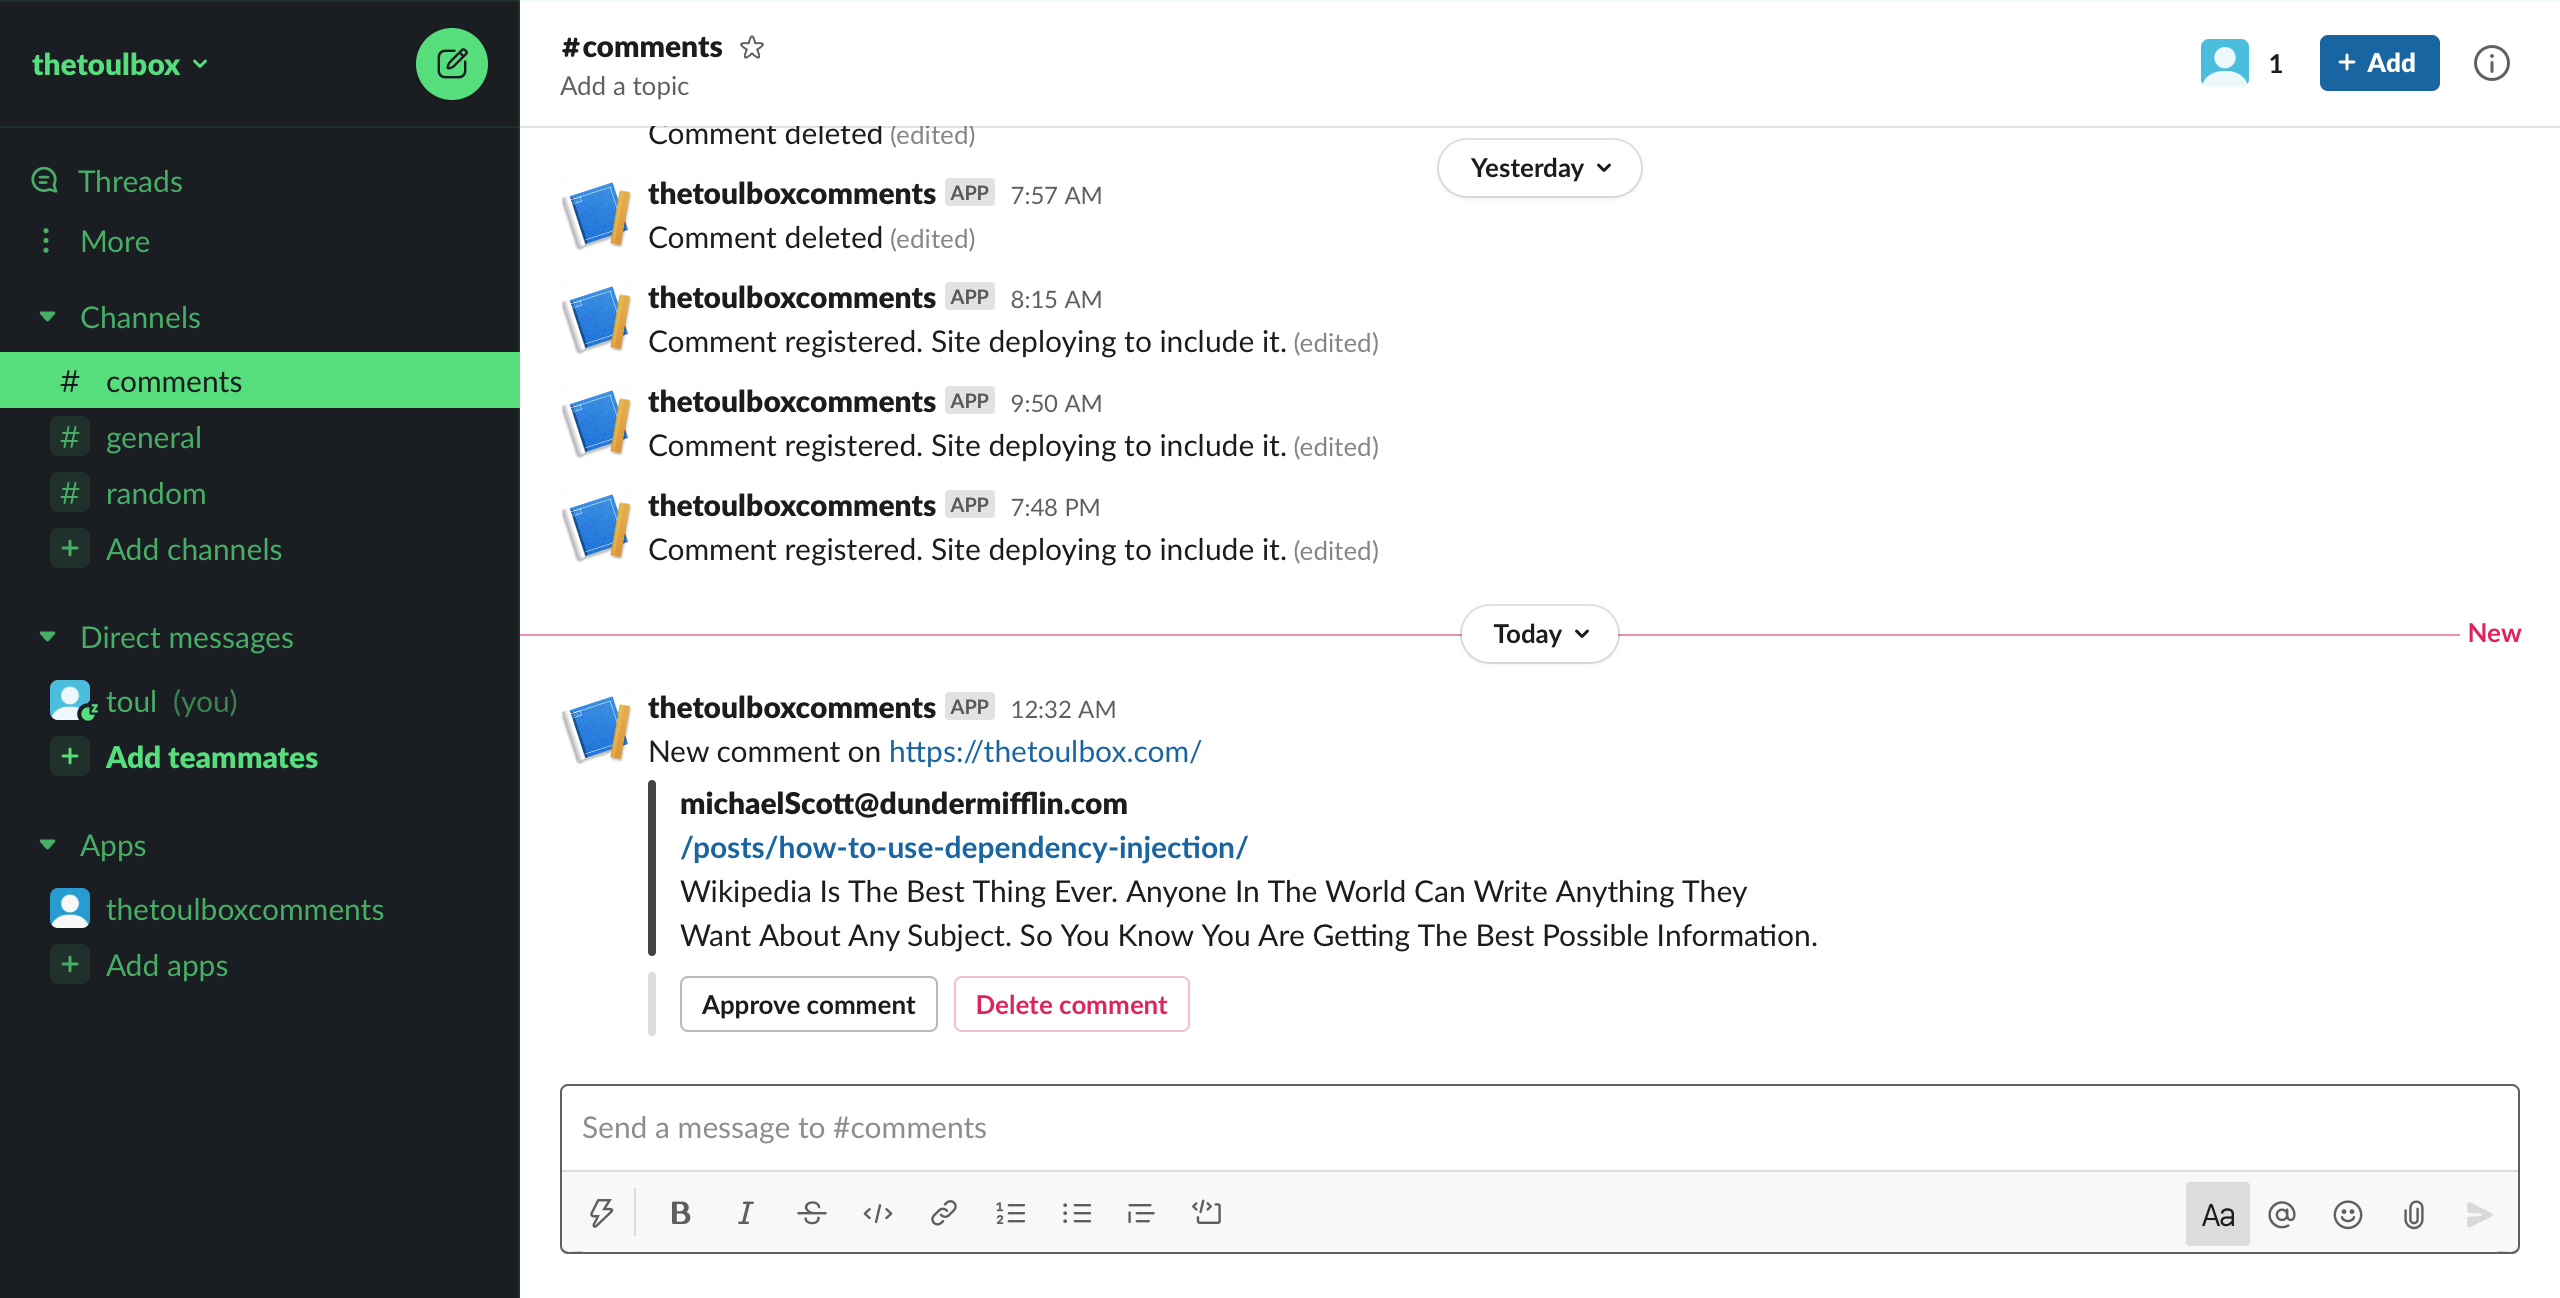 thetoulbox
Threads
More
Channels
# comments
# general
# random
+ Add channels
Direct messages
toul (you)
+ Add teammates
Apps
thetoulboxcomments
+ Add apps
#comments
Add a topic
1
+ Add
Comment deleted (edited)
Yesterday
thetoulboxcomments APP 7:57 AM
Comment deleted (edited)
thetoulboxcomments APP 8:15 AM
Comment registered. Site deploying to include it. (edited)
thetoulboxcomments APP 9:50 AM
Comment registered. Site deploying to include it. (edited)
thetoulboxcomments APP 7:48 PM
Comment registered. Site deploying to include it. (edited)
Today
New
thetoulboxcomments APP 12:32 AM
New comment on https://thetoulbox.com/
michaelScott@dundermifflin.com
/posts/how-to-use-dependency-injection/
Wikipedia Is The Best Thing Ever. Anyone In The World Can Write Anything They
Want About Any Subject. So You Know You Are Getting The Best Possible Information.
Approve comment Delete comment
Send a message to #comments
B I S </> Aa @